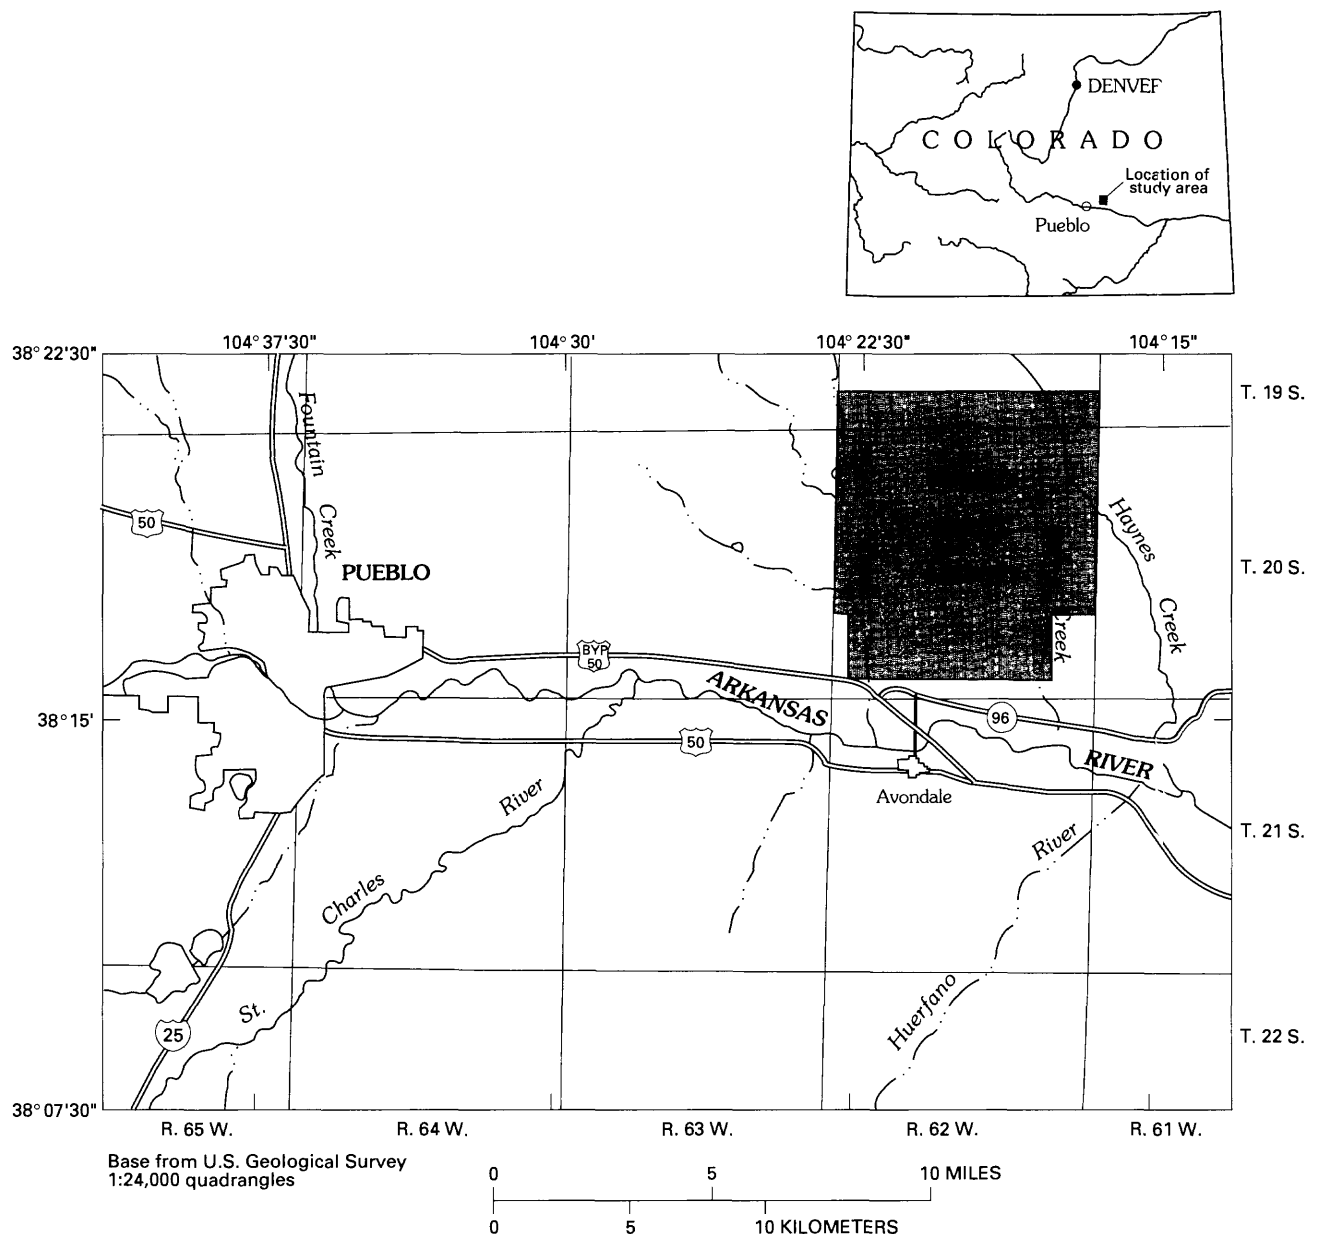 DENVER
COLORADO
Location of
study area
Pueblo
104° 37'30"
104° 30'
104° 22'30"
104° 15"
38° 22'30"
T. 19 S.
Fountain
Creek
50
PUEBLO
Haynes
Creek
T. 20 S.
Creek
BYP
50
ARKANSAS
38° 15'
96
50
RIVER
Avondale
River
River
T. 21 S.
Charles
St.
Huerfano
25
T. 22 S.
38° 07'30"
R. 65 W.
R. 64 W.
R. 63 W.
R. 62 W.
R. 61 W.
Base from U.S. Geological Survey
1:24,000 quadrangles
0 5 10 MILES
0 5 10 KILOMETERS